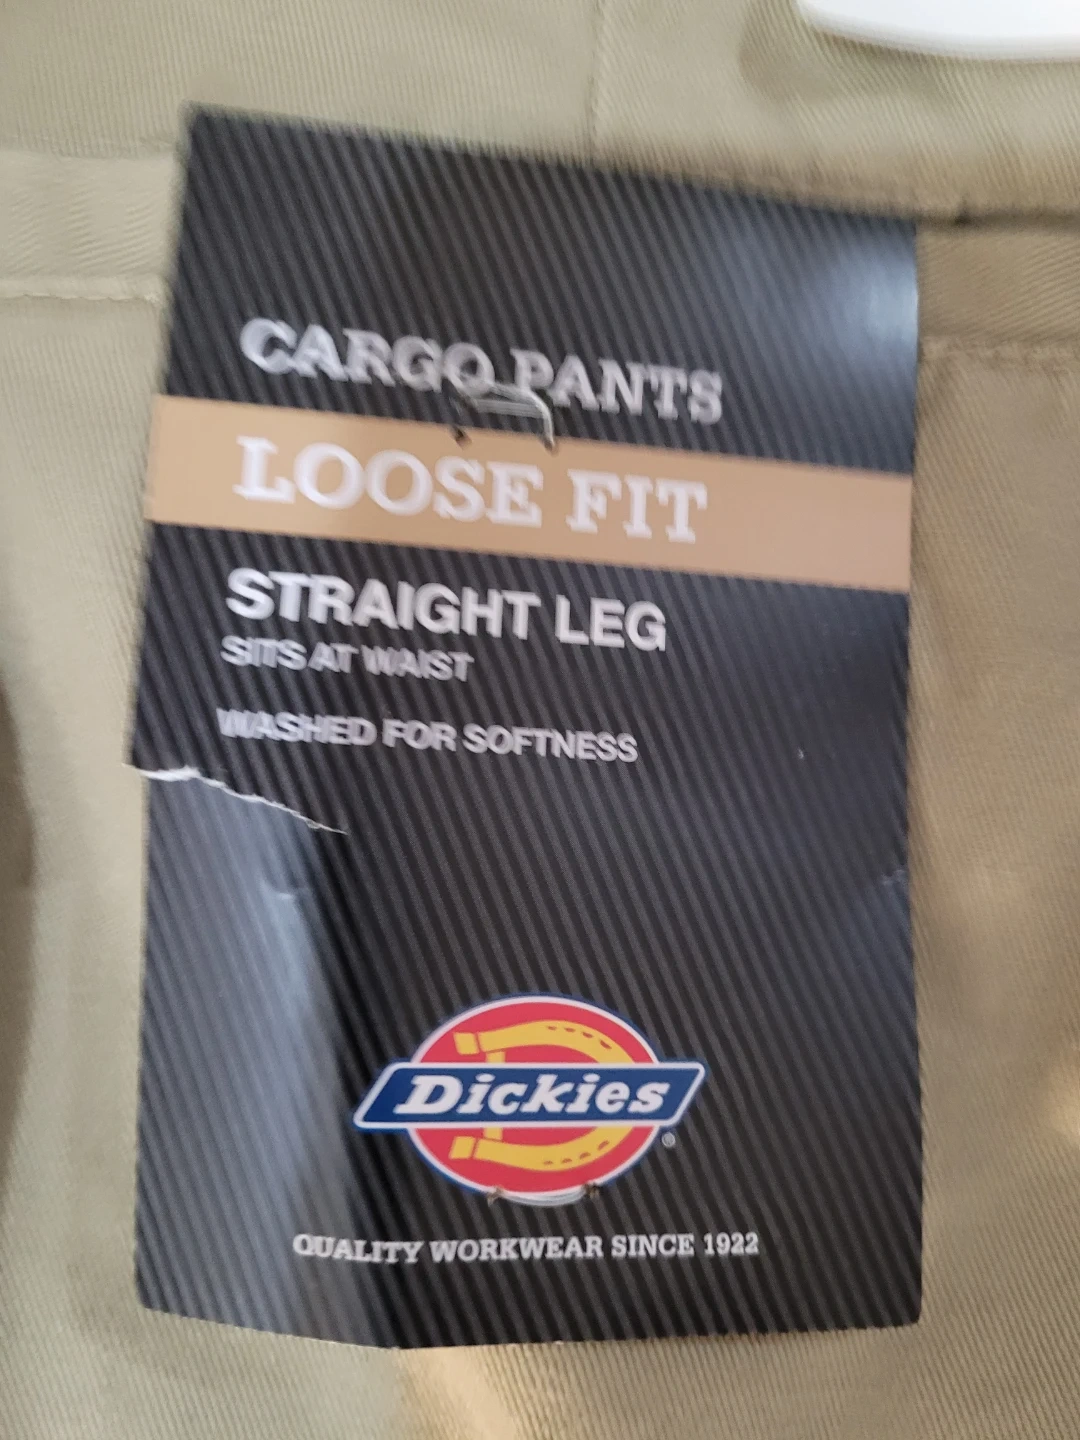 CARGO PANTS
LOOSE FIT
STRAIGHT LEG
SITS AT WAIST
WASHED FOR SOFTNESS
Dickies®
QUALITY WORKWEAR SINCE 1922